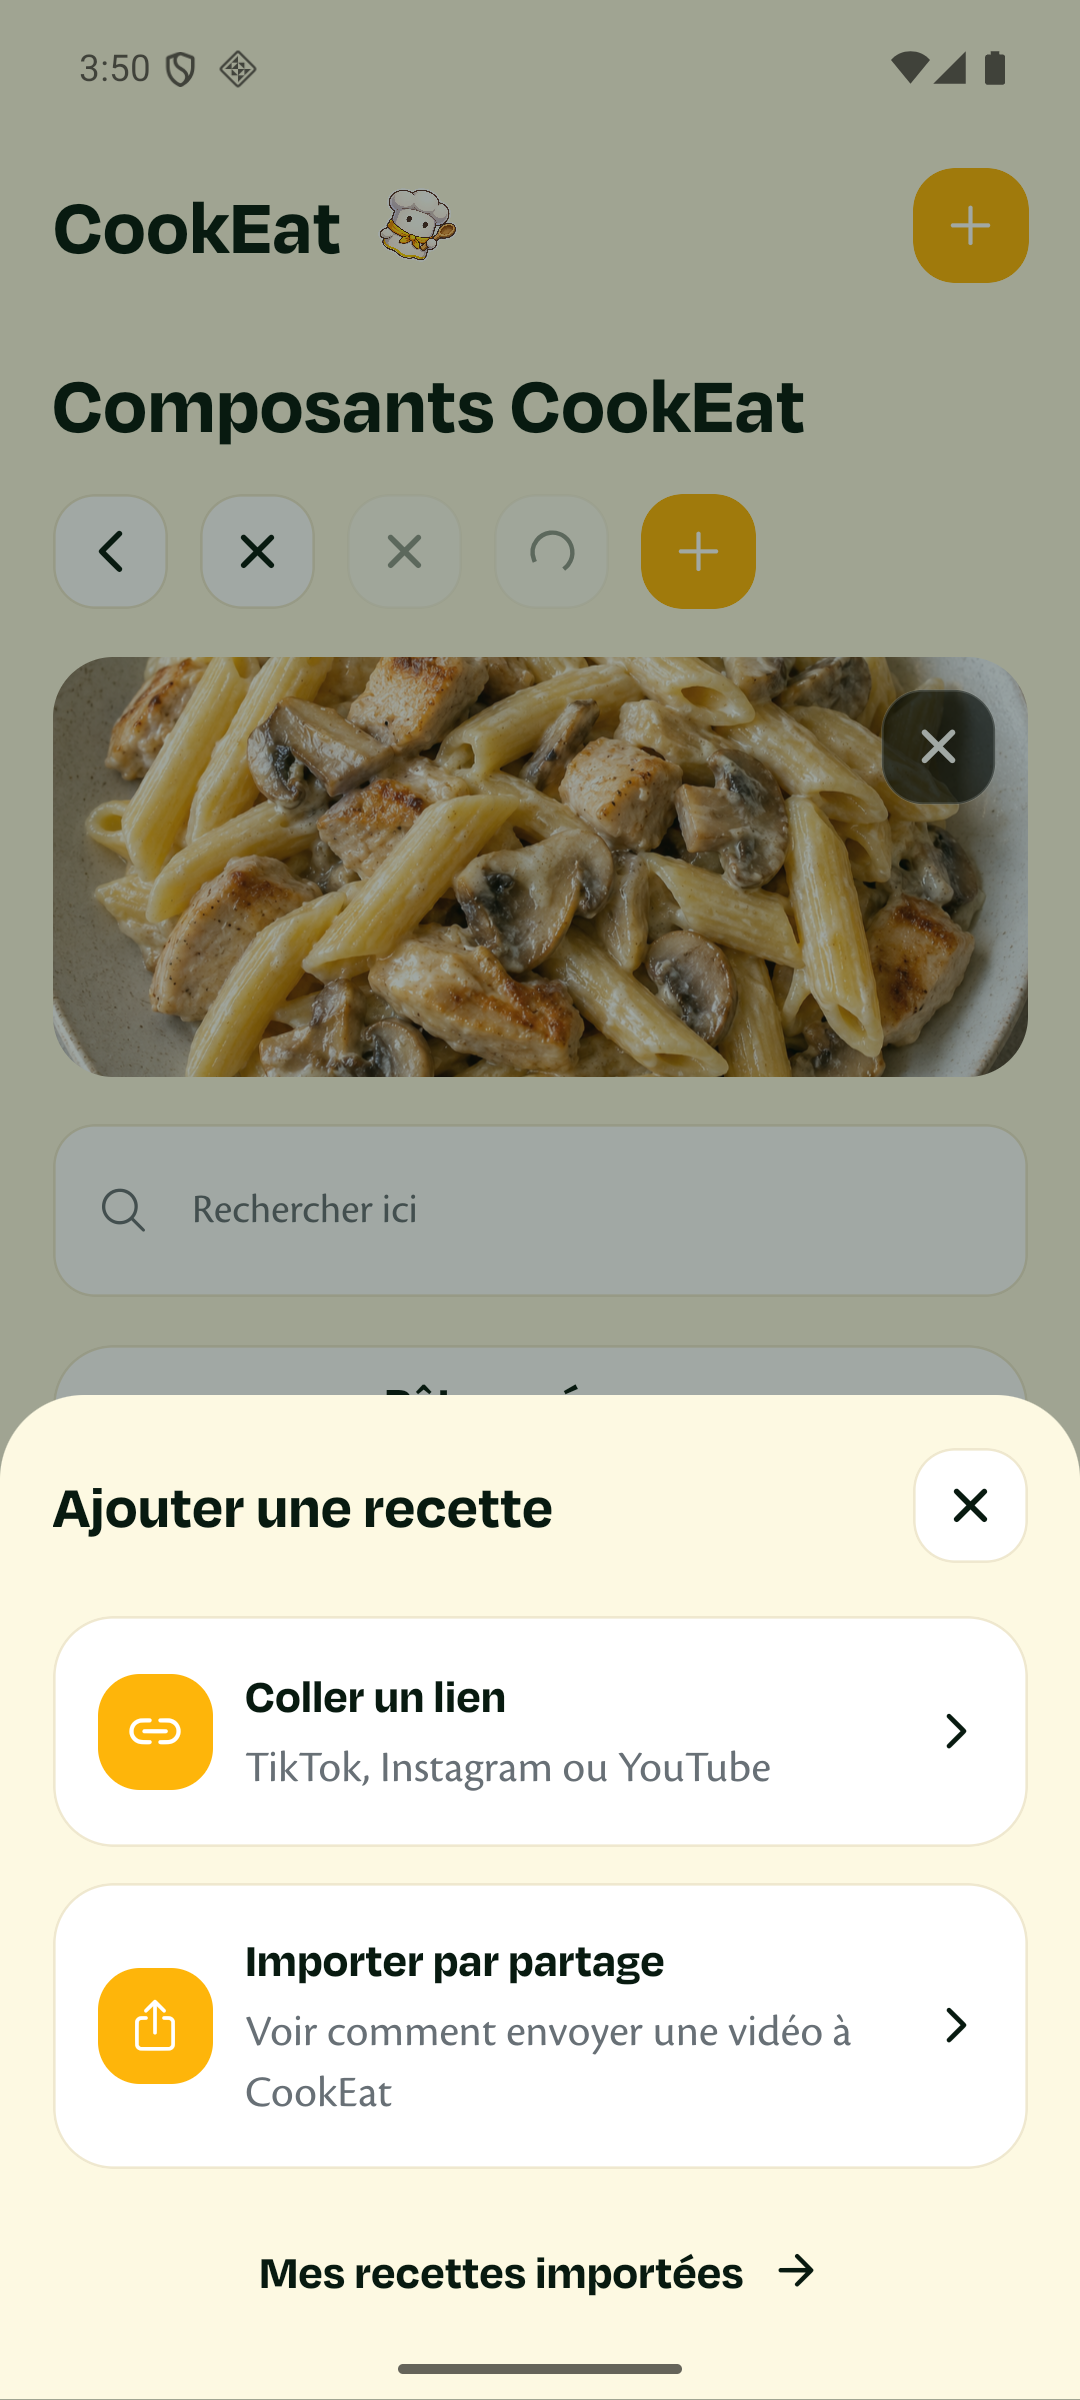 3:50
CookEat
Composants CookEat
Rechercher ici
Ajouter une recette
Coller un lien
TikTok, Instagram ou YouTube
Importer par partage
Voir comment envoyer une vidéo à
CookEat
Mes recettes importées